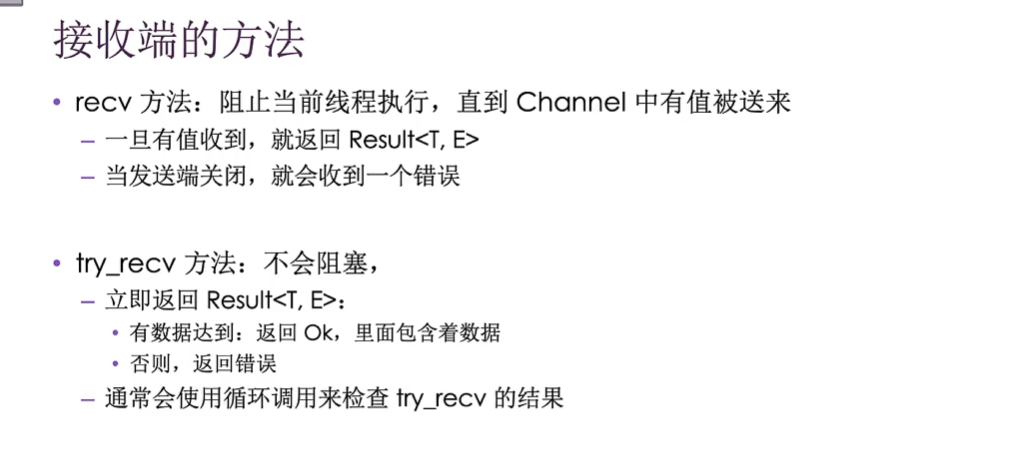 接收端的方法
• recv 方法：阻止当前线程执行，直到 Channel 中有值被送来
– 一旦有值收到，就返回 Result<T, E>
– 当发送端关闭，就会收到一个错误
• try_recv 方法：不会阻塞，
– 立即返回 Result<T, E>：
• 有数据达到：返回 Ok，里面包含着数据
• 否则，返回错误
– 通常会使用循环调用来检查 try_recv 的结果